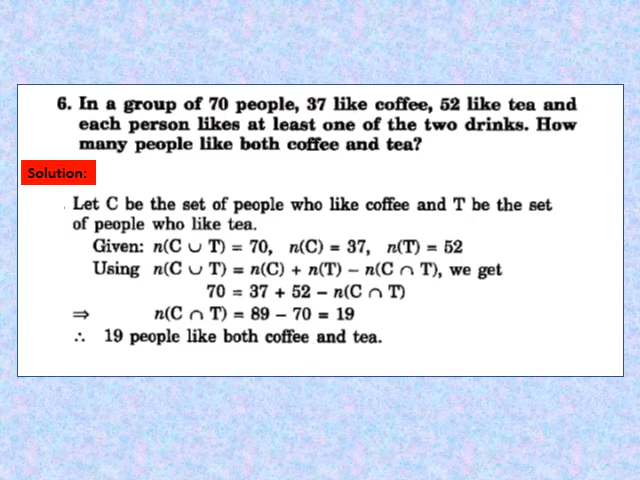 6. In a group of 70 people, 37 like coffee, 52 like tea and
each person likes at least one of the two drinks. How
many people like both coffee and tea?
Solution:
Let C be the set of people who like coffee and T be the set
of people who like tea.
Given: n(C ∪ T) = 70, n(C) = 37, n(T) = 52
Using n(C ∪ T) = n(C) + n(T) – n(C ∩ T), we get
70 = 37 + 52 – n(C ∩ T)
⇒ n(C ∩ T) = 89 – 70 = 19
∴ 19 people like both coffee and tea.